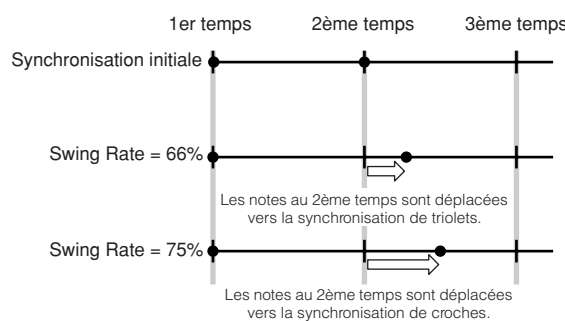 1er temps 2ème temps 3ème temps
Synchronisation initiale
Swing Rate = 66%
Les notes au 2ème temps sont déplacées
vers la synchronisation de triolets.
Swing Rate = 75%
Les notes au 2ème temps sont déplacées
vers la synchronisation de croches.